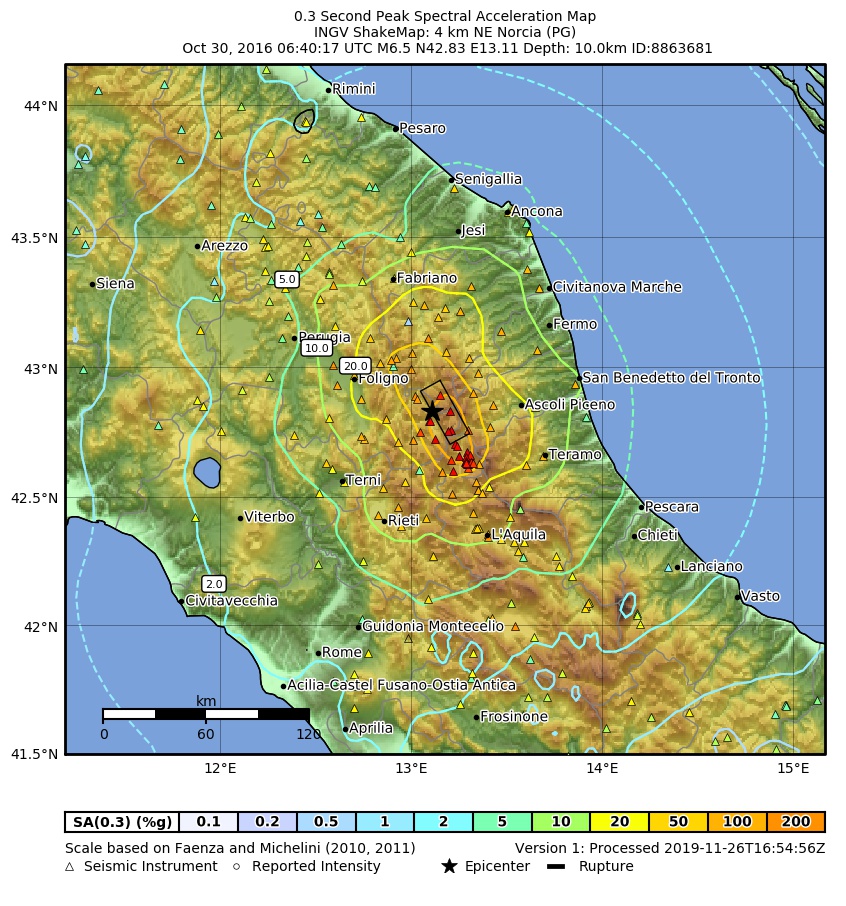 0.3 Second Peak Spectral Acceleration Map
INGV ShakeMap: 4 km NE Norcia (PG)
Oct 30, 2016 06:40:17 UTC M6.5 N42.83 E13.11 Depth: 10.0km ID:8863681
Rimini
44°N
Pesaro
Senigallia
Ancona
Jesi
43.5°N
Arezzo
Fabriano
5.0
Siena
Civitanova Marche
Fermo
Perugia
10.0
43°N
20.0
Foligno
San Benedetto del Tronto
Ascoli Piceno
Teramo
Terni
42.5°N
Pescara
Viterbo
Rieti
L'Aquila
Chieti
Lanciano
2.0
Vasto
Civitavecchia
42°N
Guidonia Montecelio
Rome
Acilia-Castel Fusano-Ostia Antica
km
Frosinone
Aprilia
0 60 120
41.5°N
12°E 13°E 14°E 15°E
SA(0.3) (%g) 0.1 0.2 0.5 1 2 5 10 20 50 100 200
Scale based on Faenza and Michelini (2010, 2011) Version 1: Processed 2019-11-26T16:54:56Z
Seismic Instrument Reported Intensity Epicenter Rupture